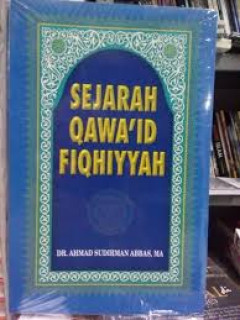 SEJARAH
QAWA'ID
FIQHIYYAH
DR. AHMAD SUDIRMAN ABBAS, MA